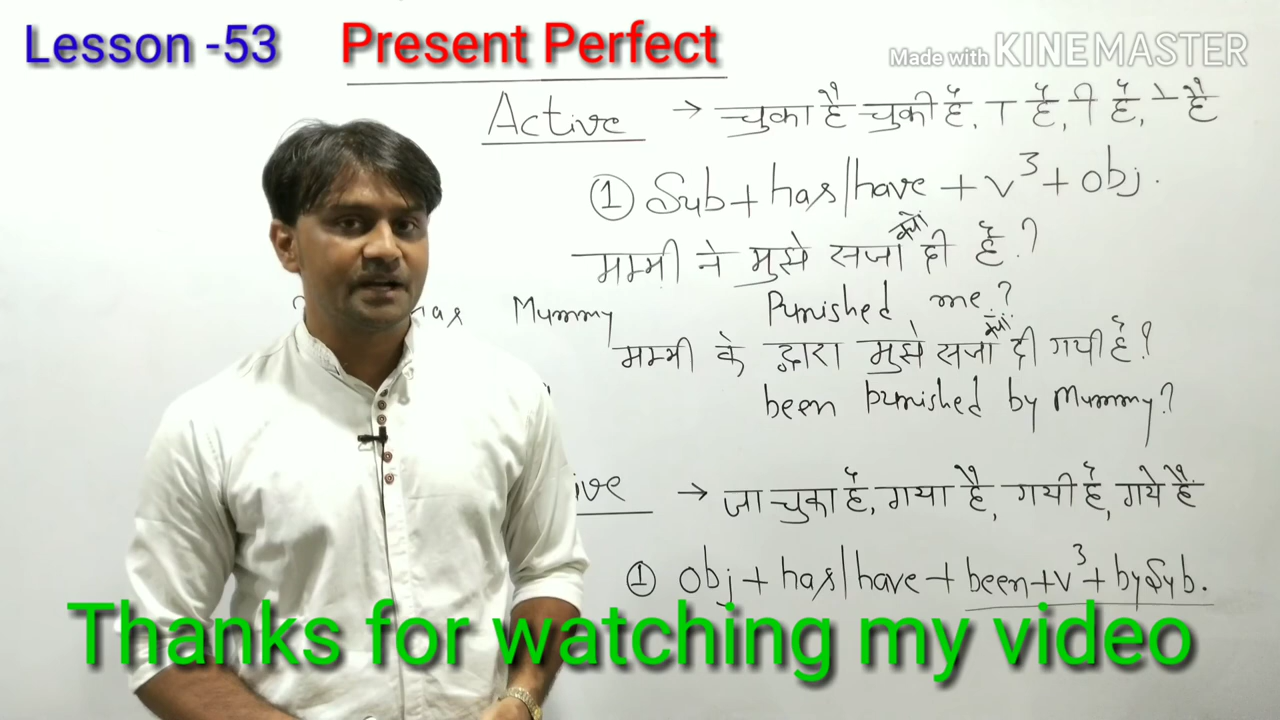 Lesson -53 Present Perfect
Made with KINEMASTER
Active → चुका है चुकी है, ा है, ी है, े है
① Sub + has/have + V³ + obj.
मम्मी ने मुझे सजा क्यों दी है?
has Mummy Punished me?
मम्मी के द्वारा मुझे सजा क्यों दी गयी है?
been punished by Mummy?
→ जा चुका है, गया है, गयी है, गये है
① Obj + has/have + been + V³ + by Sub.
Thanks for watching my video